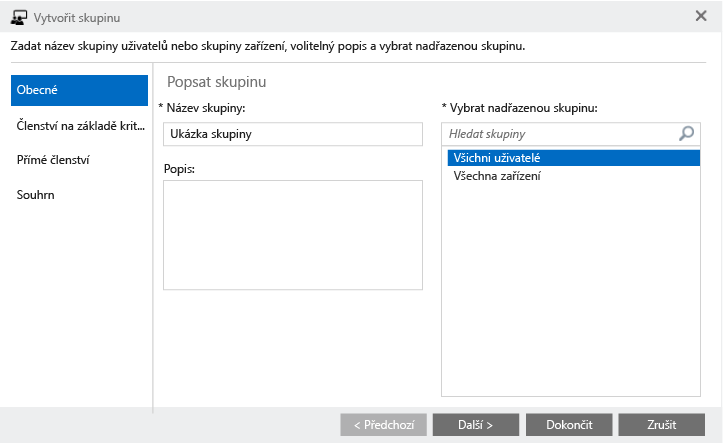 Vytvořit skupinu
Zadat název skupiny uživatelů nebo skupiny zařízení, volitelný popis a vybrat nadřazenou skupinu.
Obecné
Členství na základě krit...
Přímé členství
Souhrn
Popsat skupinu
* Název skupiny:
Ukázka skupiny
Popis:
* Vybrat nadřazenou skupinu:
Hledat skupiny
Všichni uživatelé
Všechna zařízení
< Předchozí
Další >
Dokončit
Zrušit